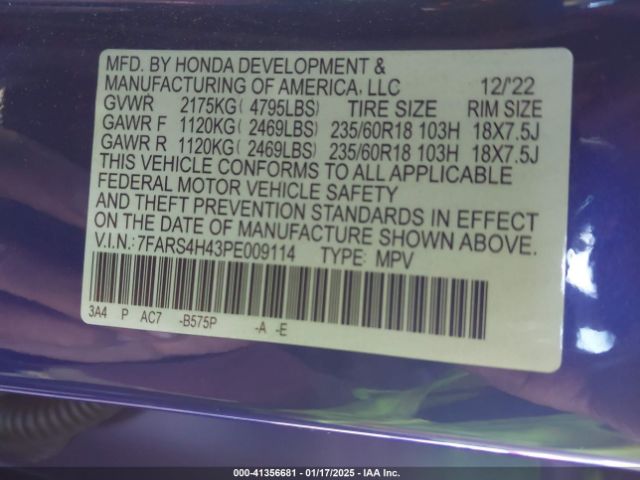 MFD. BY HONDA DEVELOPMENT &
MANUFACTURING OF AMERICA, LLC 12/'22
GVWR 2175KG( 4795LBS) TIRE SIZE RIM SIZE
GAWR F 1120KG( 2469LBS) 235/60R18 103H 18X7.5J
GAWR R 1120KG( 2469LBS) 235/60R18 103H 18X7.5J
THIS VEHICLE CONFORMS TO ALL APPLICABLE
FEDERAL MOTOR VEHICLE SAFETY
AND THEFT PREVENTION STANDARDS IN EFFECT
ON THE DATE OF MANUFACTURE SHOWN ABOVE.
V.I.N.:7FARS4H43PE009114 TYPE: MPV
3A4 P AC7 -B575P -A -E
000-41356681 | 01/17/2025 | IAA Inc.